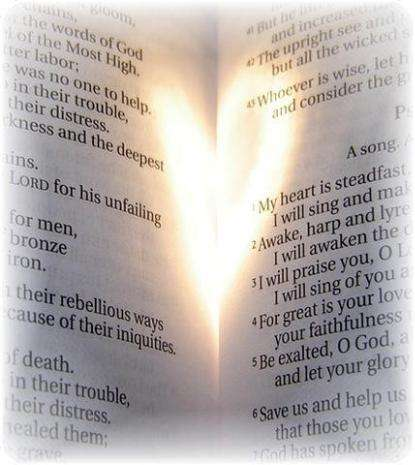 gloom,
chains,
the words of God
of the Most High.
tter labor;
was no one to help.
in their trouble,
their distress.
rkness and the deepest
ains.
LORD for his unfailing
for men,
bronze
iron.
their rebellious ways
cause of their iniquities.
of death.
in their trouble,
their distress.
healed them;
grave.
41 But he
and increased
42 The upright see and
but all the wicked s
43 Whoever is wise, let h
and consider the g
P
A song. A
1 My heart is steadfast,
I will sing and ma
2 Awake, harp and lyre
I will awaken the
3 I will praise you, O L
I will sing of you a
4 For great is your love
your faithfulness
5 Be exalted, O God, a
and let your glory
6 Save us and help us
that those you lo
7 God has spoken fro